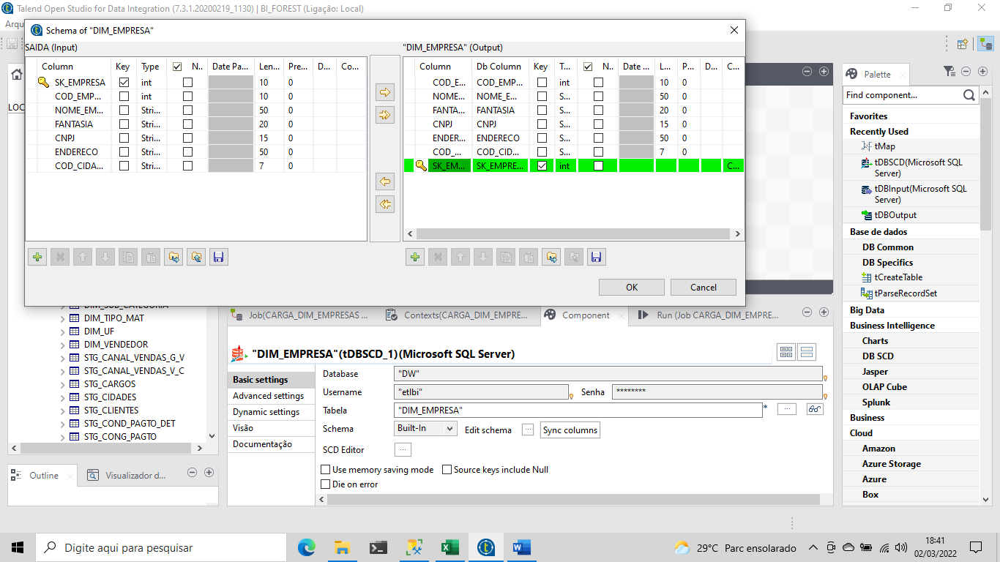 Talend Open Studio for Data Integration (7.3.1.20200219_1130) | BI_FOREST (Ligação: Local)
Arqu
Schema of "DIM_EMPRESA"
SAIDA (Input)
Column Key Type N.. Date Pa... Len... Pre... D... Co...
SK_EMPRESA int 10 0
COD_EMP... int 10 0
NOME_EM... Stri... 50 0
FANTASIA Stri... 20 0
CNPJ Stri... 15 0
ENDERECO Stri... 50 0
COD_CIDA... Stri... 7 0
"DIM_EMPRESA" (Output)
Column Db Column Key T... N.. Date ... L... P... D... C...
COD_E... COD_EMP... int 10 0
NOME... NOME_E... S... 50 0
FANTA... FANTASIA S... 20 0
CNPJ CNPJ S... 15 0
ENDER... ENDERECO S... 50 0
COD_... COD_CID... S... 7 0
SK_EM... SK_EMPRE... int C...
OK Cancel
LOC
DIM_SUB_CATEGORIA
DIM_TIPO_MAT
DIM_UF
DIM_VENDEDOR
STG_CANAL_VENDAS_G_V
STG_CANAL_VENDAS_V_C
STG_CARGOS
STG_CIDADES
STG_CLIENTES
STG_COND_PAGTO_DET
STG_CONG_PAGTO
Outline Visualizador d...
Job(CARGA_DIM_EMPRESAS ... Contexts(CARGA_DIM_EMPRE... Component Run (Job CARGA_DIM_EMPRE...
"DIM_EMPRESA"(tDBSCD_1)(Microsoft SQL Server)
Basic settings
Advanced settings
Dynamic settings
Visão
Documentação
Database "DW"
Username "etlbi" Senha ********
Tabela "DIM_EMPRESA" *
Schema Built-In Edit schema ... Sync columns
SCD Editor ...
Use memory saving mode Source keys include Null
Die on error
Palette
Find component...
Favorites
Recently Used
tMap
tDBSCD(Microsoft SQL
Server)
tDBInput(Microsoft SQL
Server)
tDBOutput
Base de dados
DB Common
DB Specifics
tCreateTable
tParseRecordSet
Big Data
Business Intelligence
Charts
DB SCD
Jasper
OLAP Cube
Splunk
Business
Cloud
Amazon
Azure Storage
Azure
Box
Digite aqui para pesquisar
29°C Parc ensolarado
18:41
02/03/2022